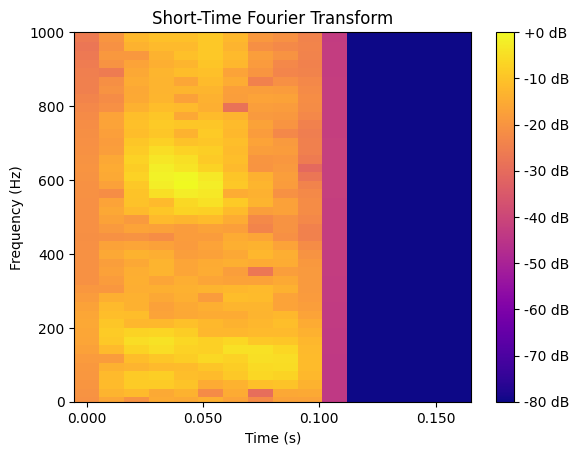 Short-Time Fourier Transform
1000
800
600
400
200
0
Frequency (Hz)
0.000
0.050
0.100
0.150
Time (s)
+0 dB
-10 dB
-20 dB
-30 dB
-40 dB
-50 dB
-60 dB
-70 dB
-80 dB